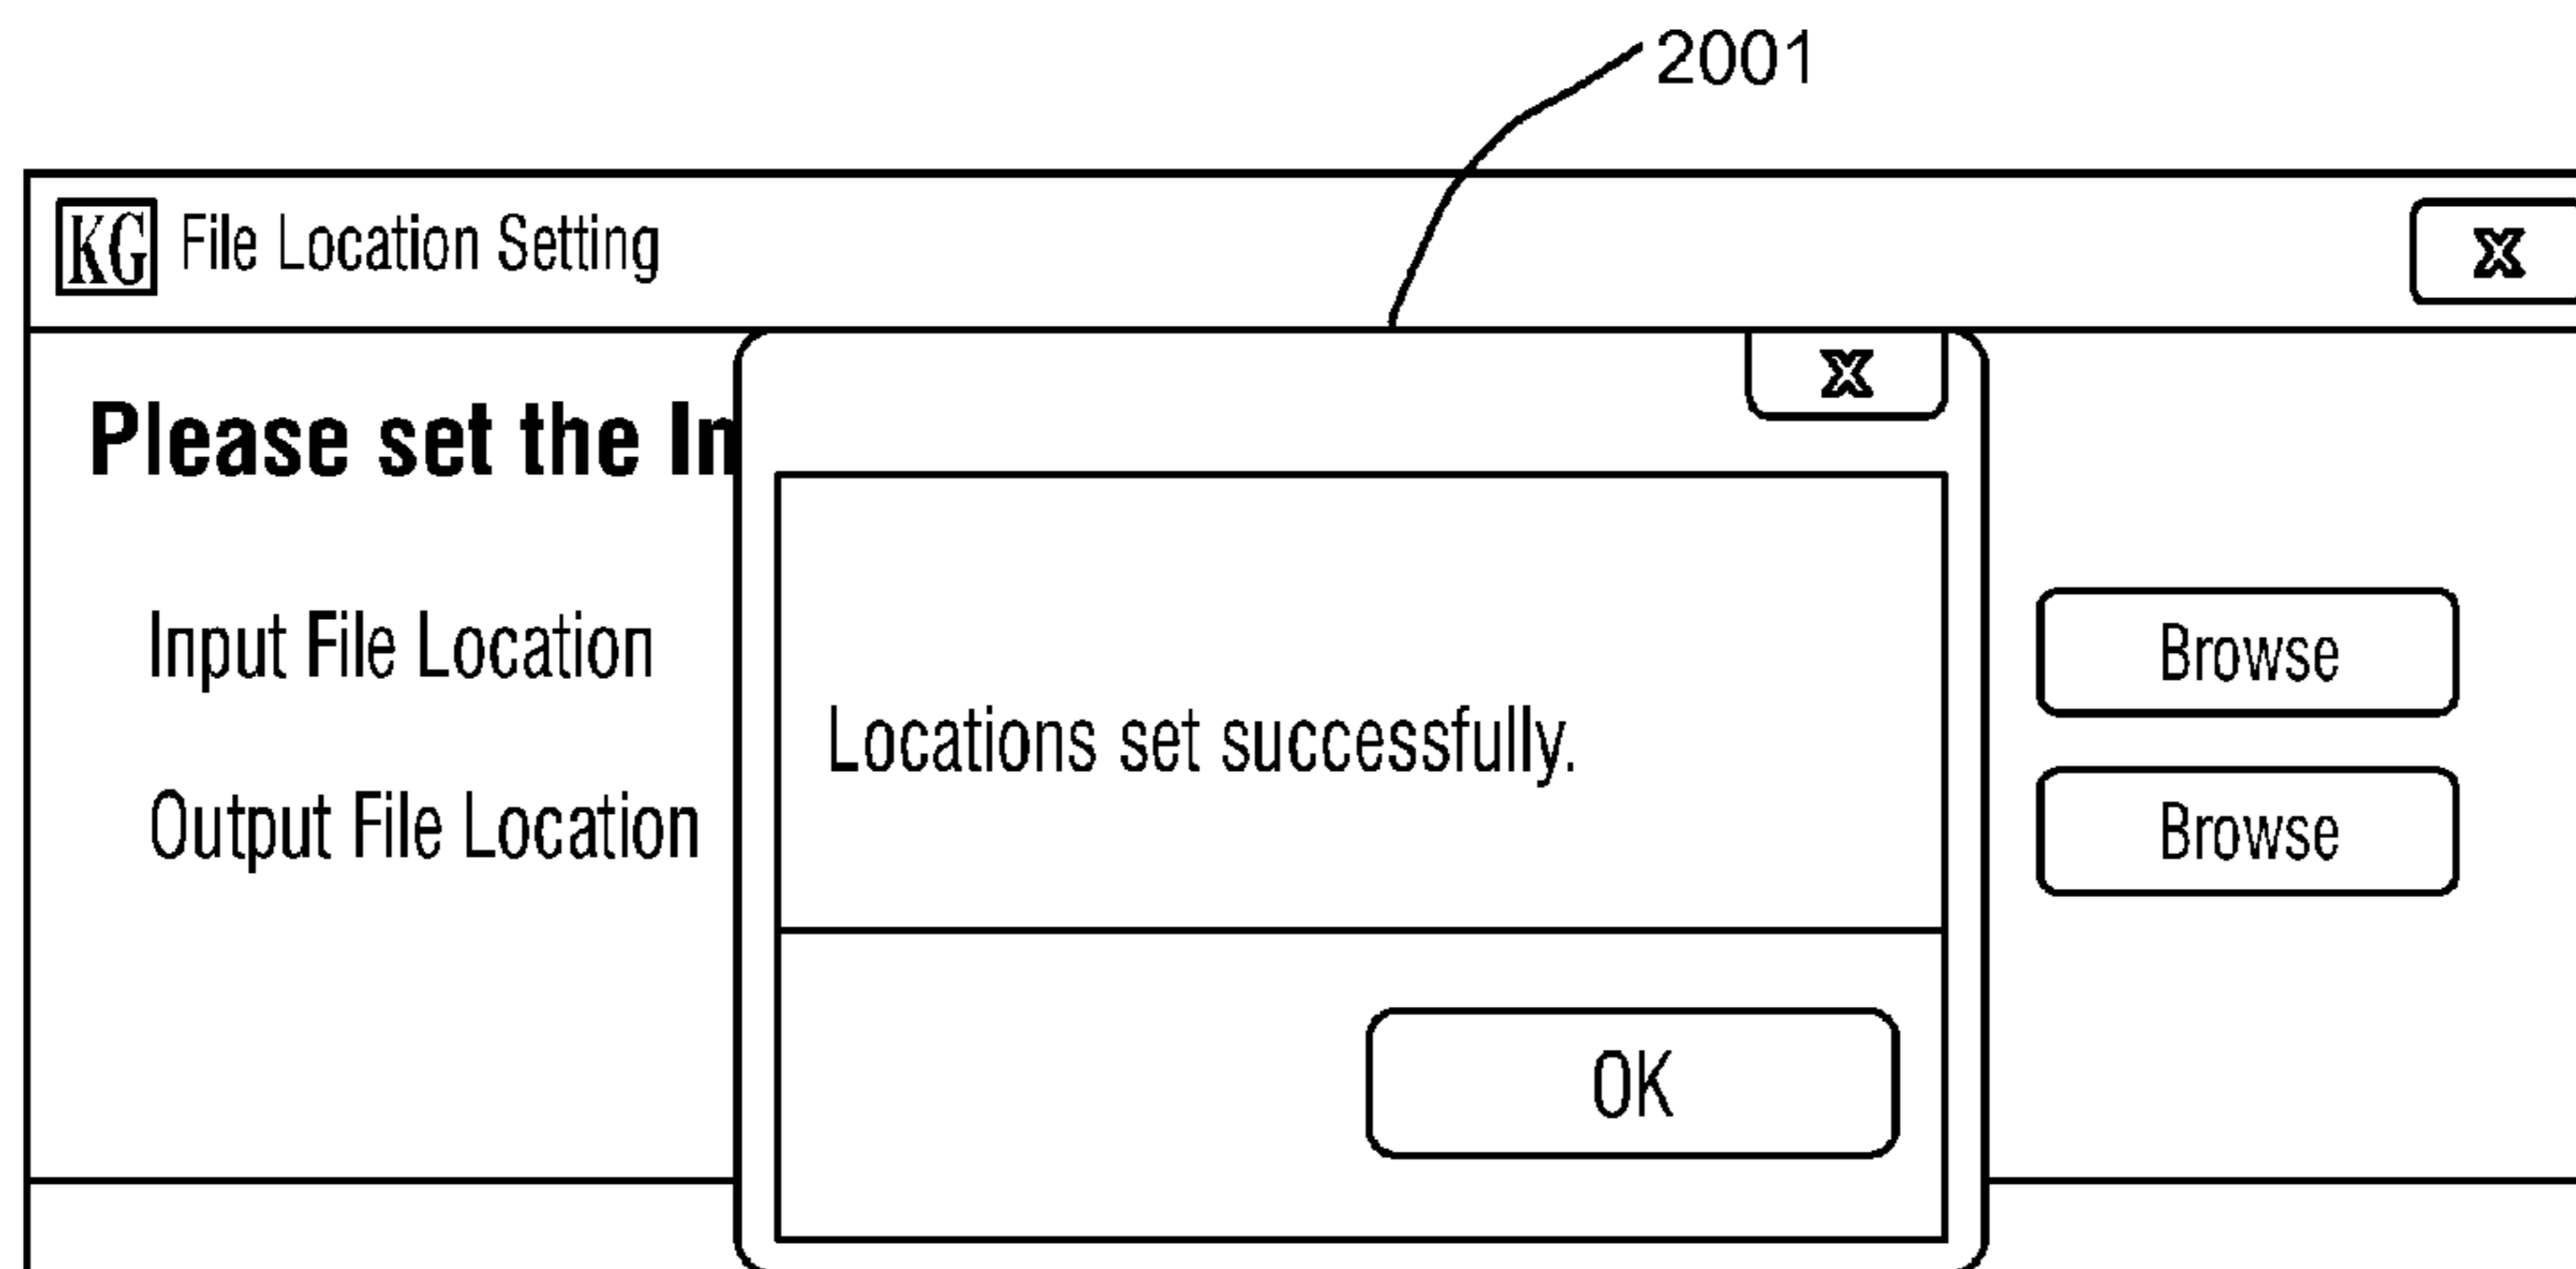 2001
KG File Location Setting
X
X
Please set the In
Input File Location
Browse
Locations set successfully.
Output File Location
Browse
OK